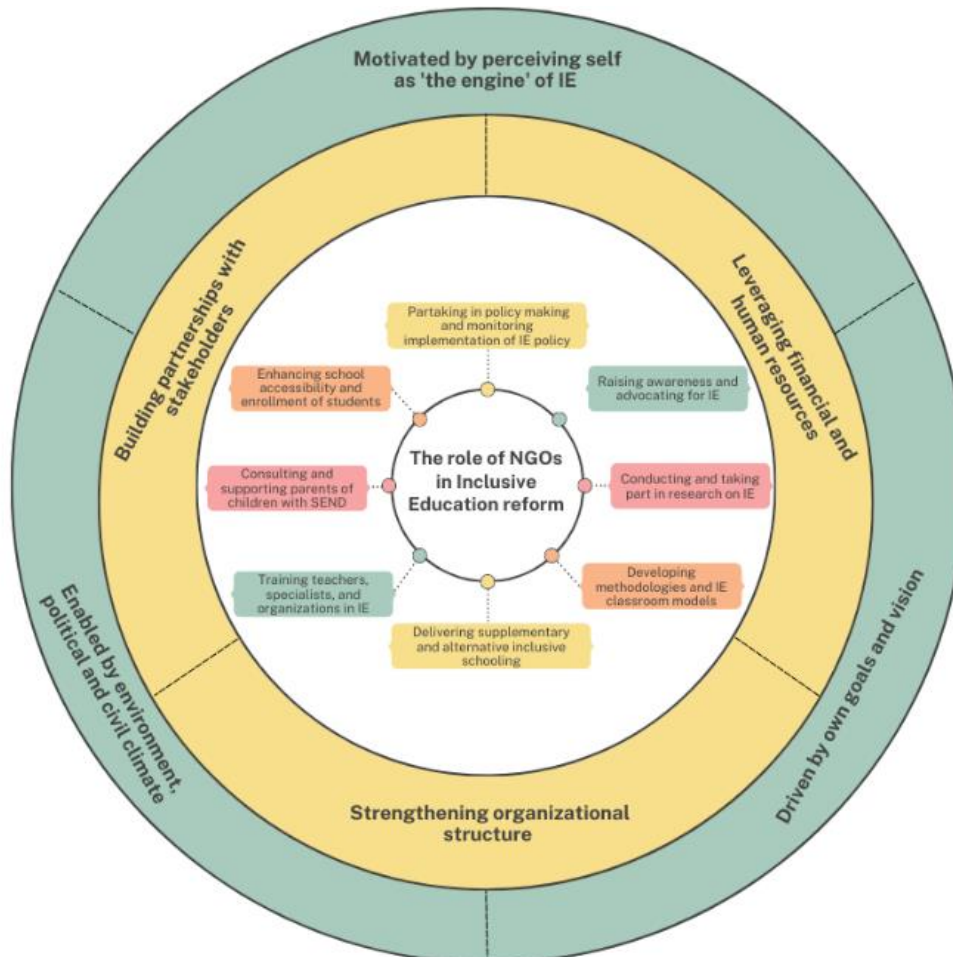 Motivated by perceiving self
as 'the engine' of IE
Building partnerships with
stakeholders
Leveraging financial and
human resources
Partaking in policy making
and monitoring
implementation of IE policy
Enhancing school
accessibility and
enrollment of students
Raising awareness and
advocating for IE
Consulting and
supporting parents of
children with SEND
The role of NGOs
in Inclusive
Education reform
Conducting and taking
part in research on IE
Training teachers,
specialists, and
organizations in IE
Developing
methodologies and IE
classroom models
Delivering supplementary
and alternative inclusive
schooling
Enabled by environment,
political and civil climate
Driven by own goals and vision
Strengthening organizational
structure